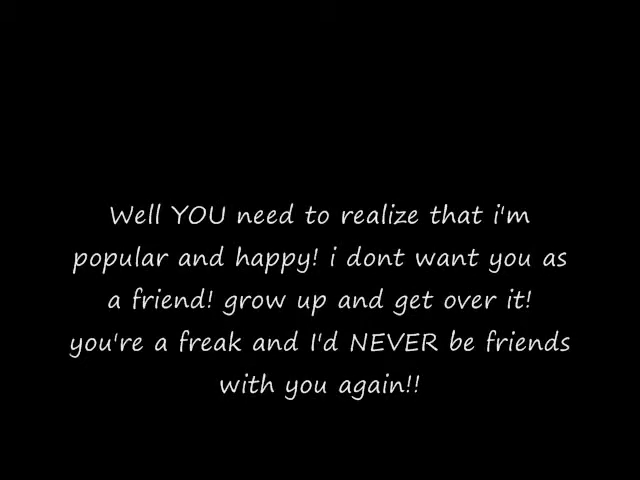 Well YOU need to realize that i'm
popular and happy! i dont want you as
a friend! grow up and get over it!
you're a freak and I'd NEVER be friends
with you again!!